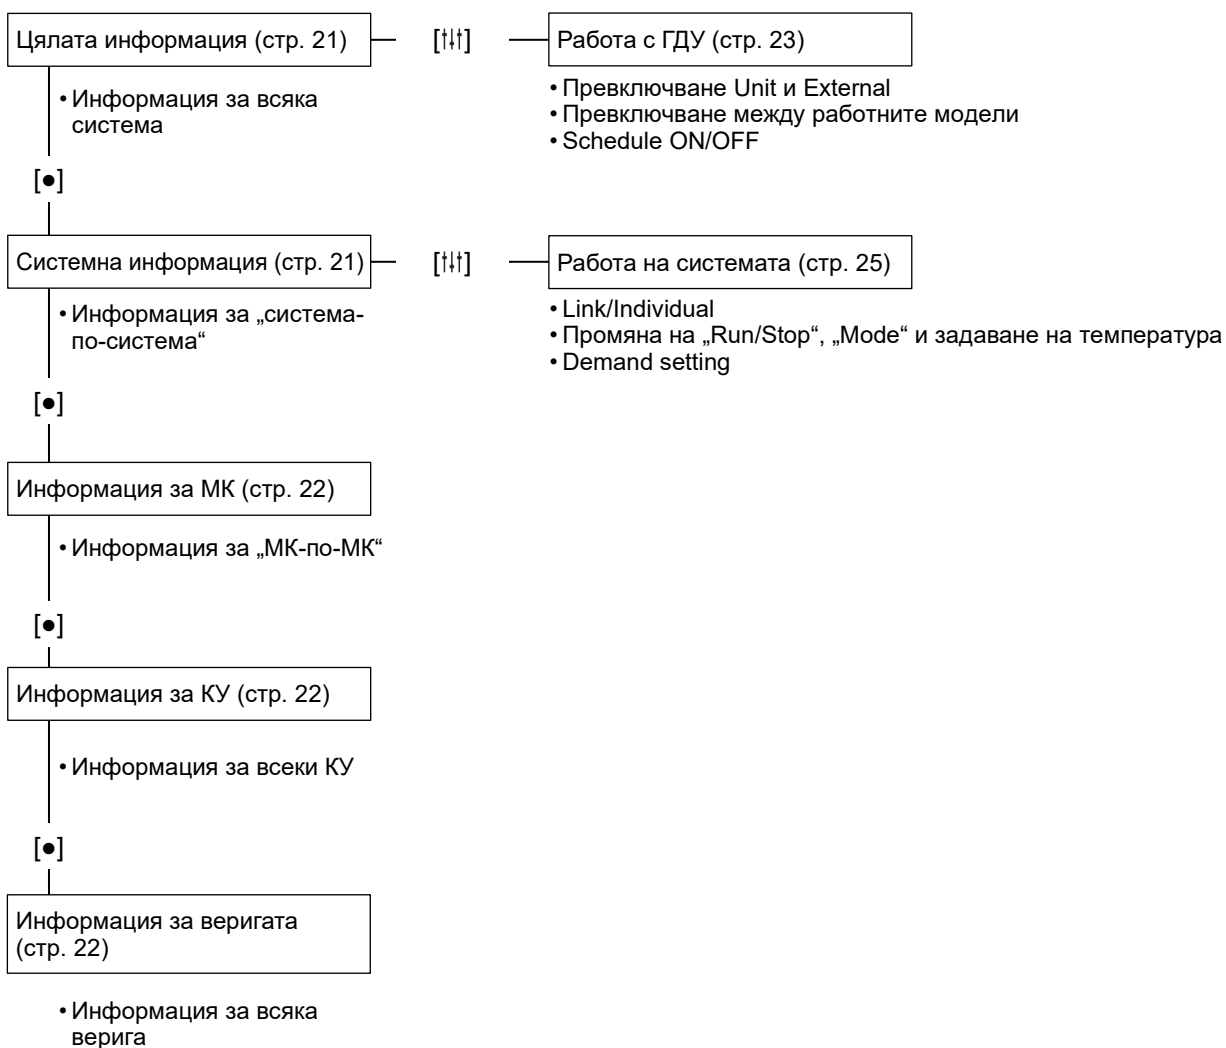 Цялата информация (стр. 21)
[⫯⫰⫯]
Работа с ГДУ (стр. 23)
• Информация за всяка
система
• Превключване Unit и External
• Превключване между работните модели
• Schedule ON/OFF
[●]
Системна информация (стр. 21)
[⫯⫰⫯]
Работа на системата (стр. 25)
• Информация за „система-
по-система“
• Link/Individual
• Промяна на „Run/Stop“, „Mode“ и задаване на температура
• Demand setting
[●]
Информация за МК (стр. 22)
• Информация за „МК-по-МК“
[●]
Информация за КУ (стр. 22)
• Информация за всеки КУ
[●]
Информация за веригата
(стр. 22)
• Информация за всяка
верига